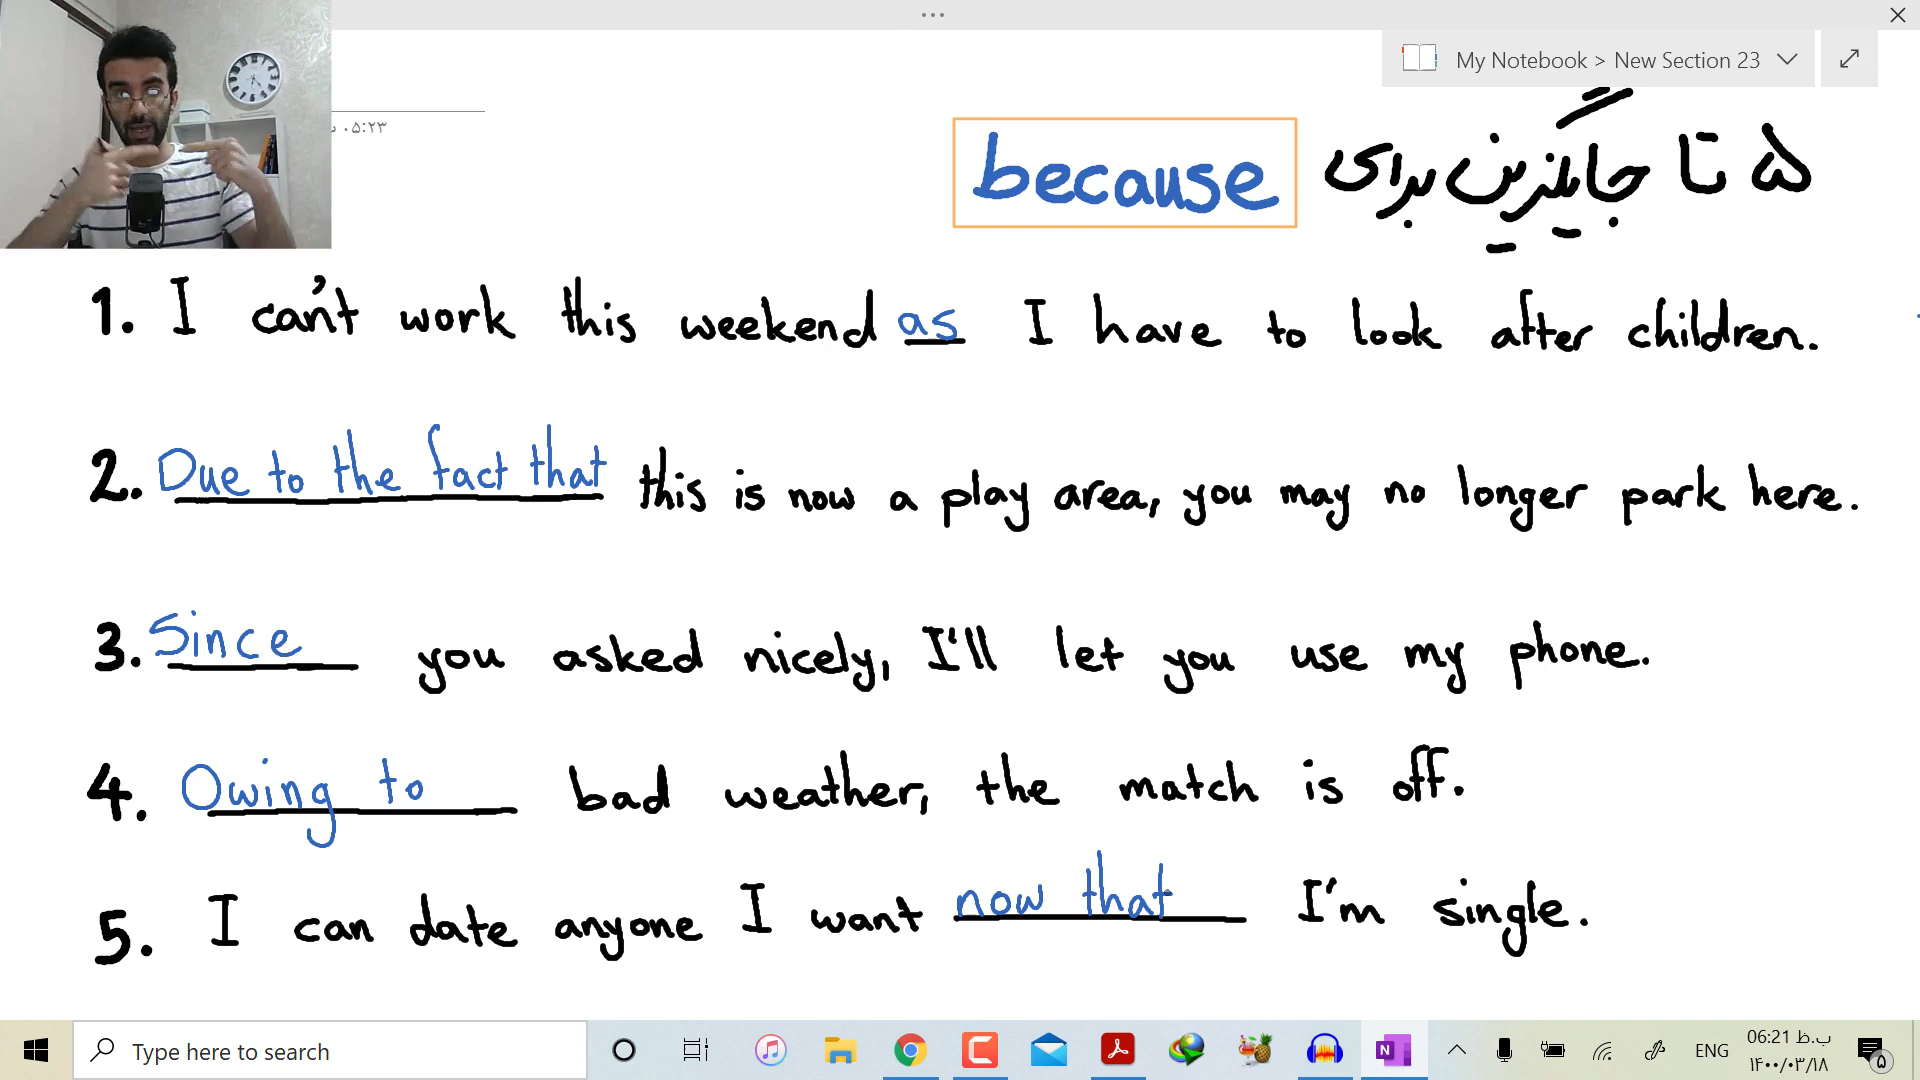 My Notebook > New Section 23
۰۵:۲۳
۵ تا جایگزین برای because
1. I can't work this weekend as I have to look after children.
2. Due to the fact that this is now a play area, you may no longer park here.
3. Since you asked nicely, I'll let you use my phone.
4. Owing to bad weather, the match is off.
5. I can date anyone I want now that I'm single.
Type here to search
ENG
06:21 ب.ظ
۱۴۰۰/۰۳/۱۸
۵